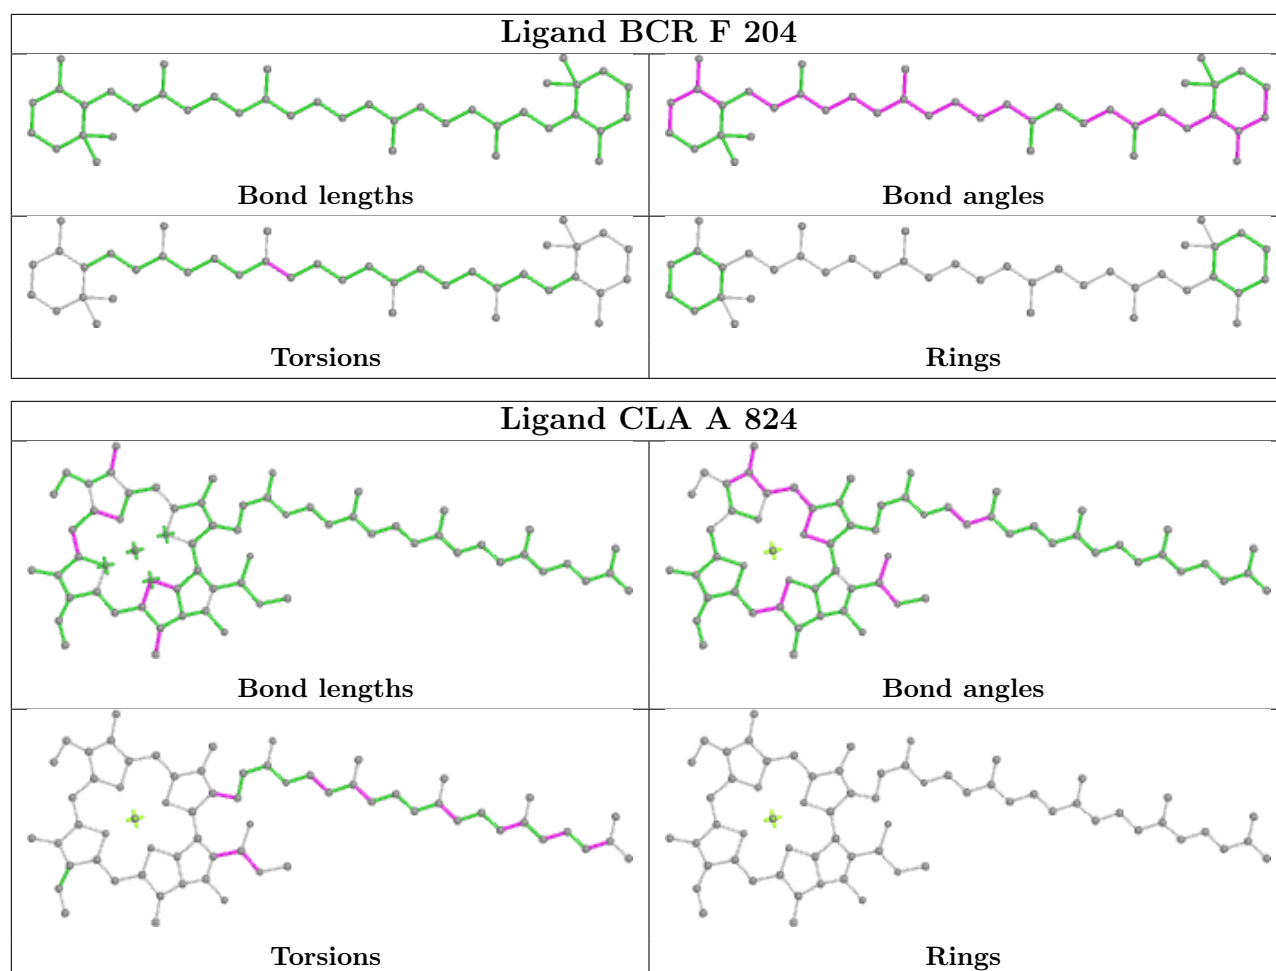 Ligand BCR F 204
Bond lengths
Bond angles
Torsions
Rings
Ligand CLA A 824
Bond lengths
Bond angles
Torsions
Rings